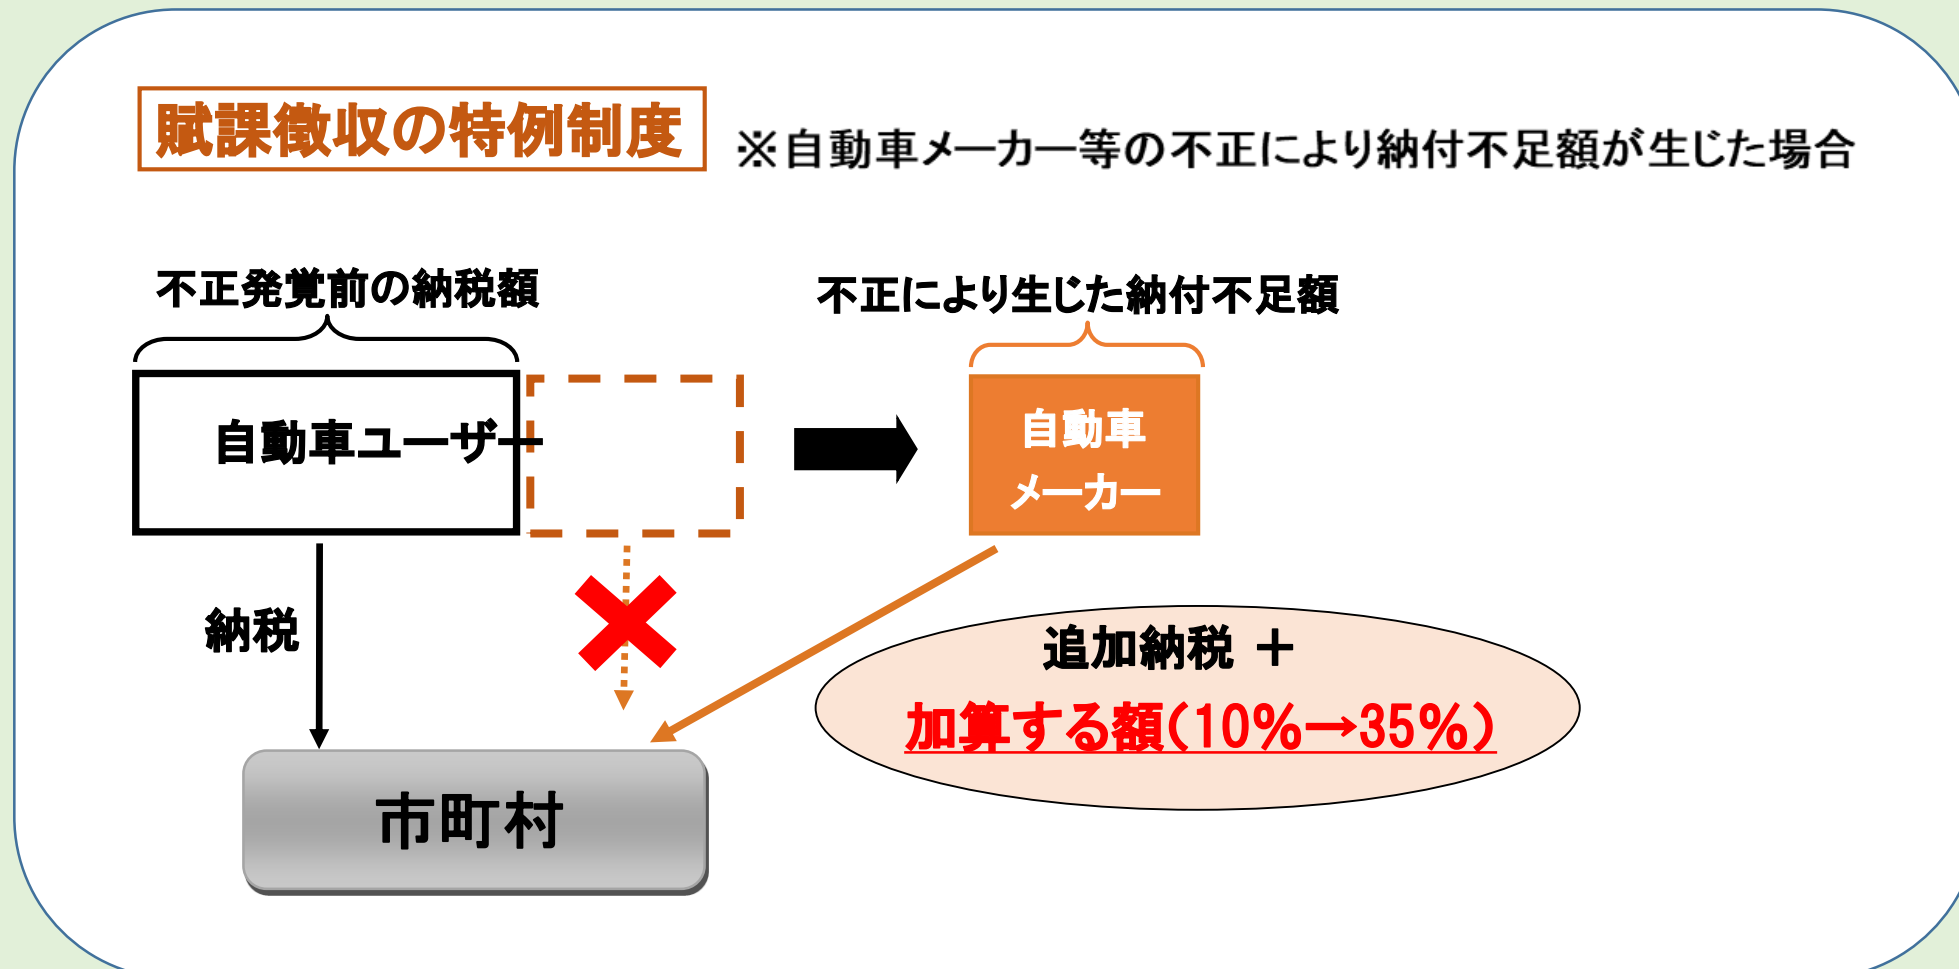 賦課徴収の特例制度
※自動車メーカー等の不正により納付不足額が生じた場合
不正発覚前の納税額
不正により生じた納付不足額
自動車ユーザー
自動車
メーカー
納税
追加納税 ＋
加算する額（10％→35％）
市町村